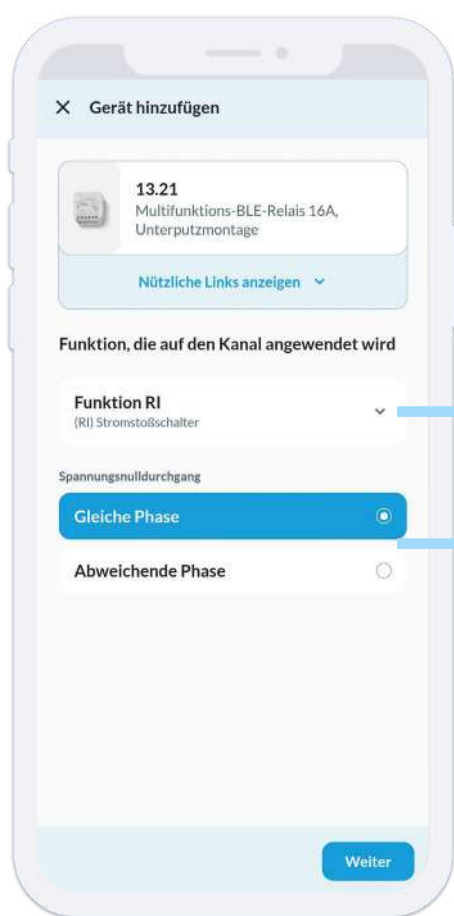 Gerät hinzufügen
13.21
Multifunktions-BLE-Relais 16A,
Unterputzmontage
Nützliche Links anzeigen
Funktion, die auf den Kanal angewendet wird
Funktion RI
(RI) Stromstoßschalter
Spannungsnulldurchgang
Gleiche Phase
Abweichende Phase
Weiter